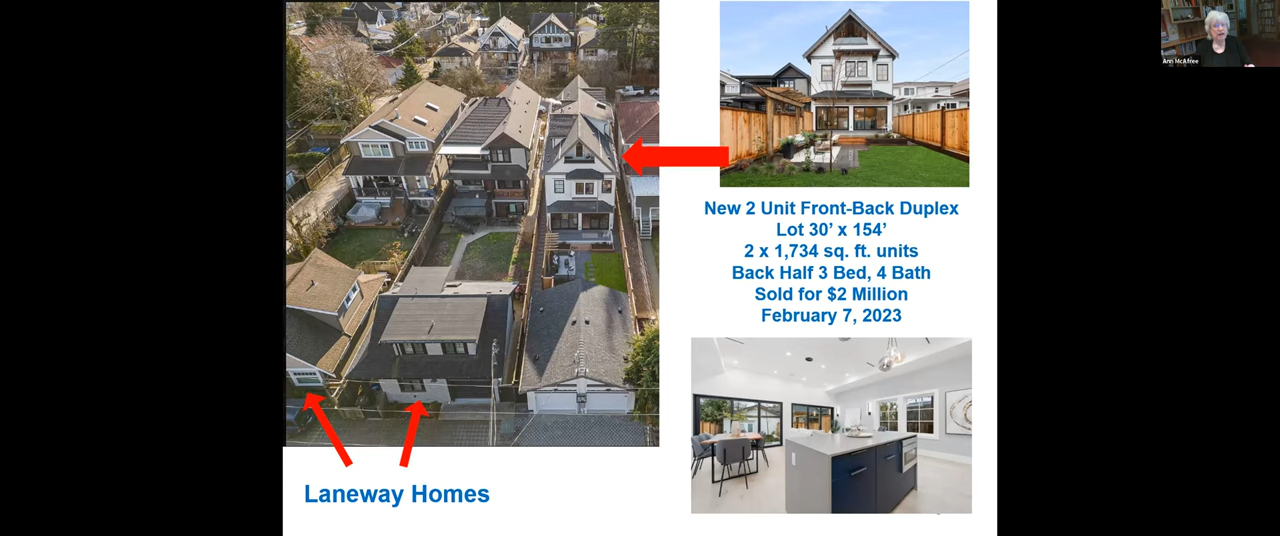 New 2 Unit Front-Back Duplex
Lot 30’ x 154’
2 x 1,734 sq. ft. units
Back Half 3 Bed, 4 Bath
Sold for $2 Million
February 7, 2023
Laneway Homes
Ann McAfee